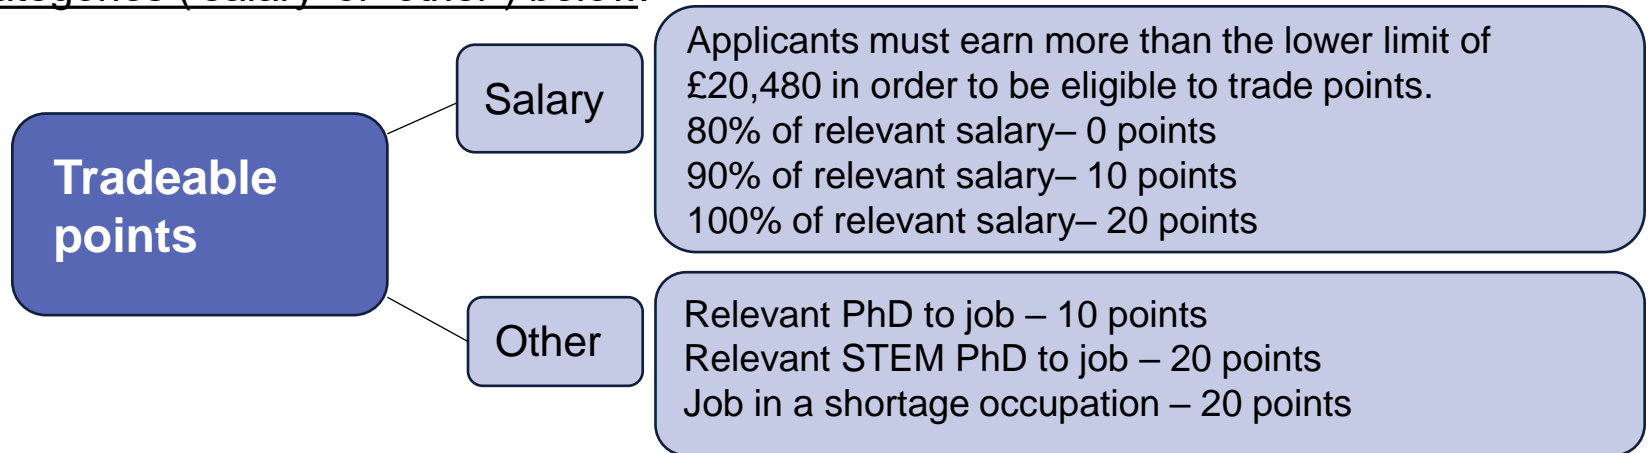 Applicants must earn more than the lower limit of
£20,480 in order to be eligible to trade points.
80% of relevant salary– 0 points
90% of relevant salary– 10 points
100% of relevant salary– 20 points
Salary
Tradeable
points
Other
Relevant PhD to job – 10 points
Relevant STEM PhD to job – 20 points
Job in a shortage occupation – 20 points